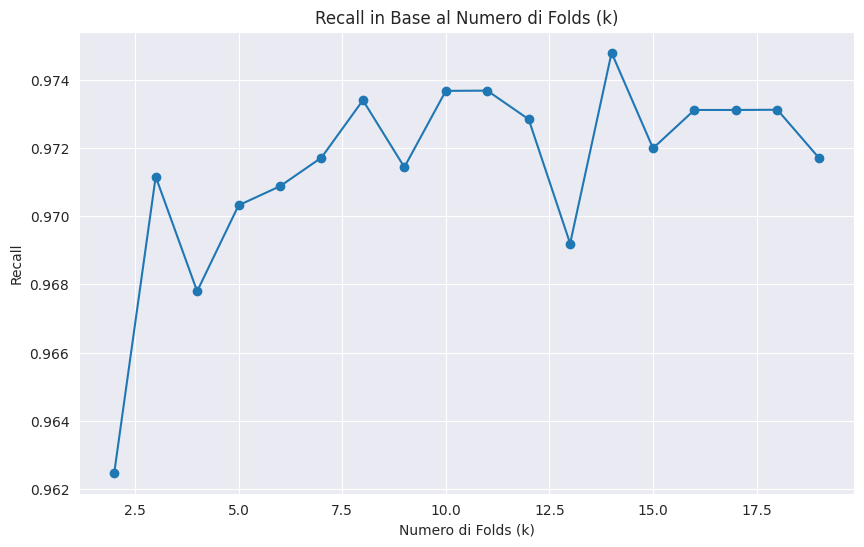 Recall in Base al Numero di Folds (k)
Recall
0.974
0.972
0.970
0.968
0.966
0.964
0.962
2.5 5.0 7.5 10.0 12.5 15.0 17.5
Numero di Folds (k)